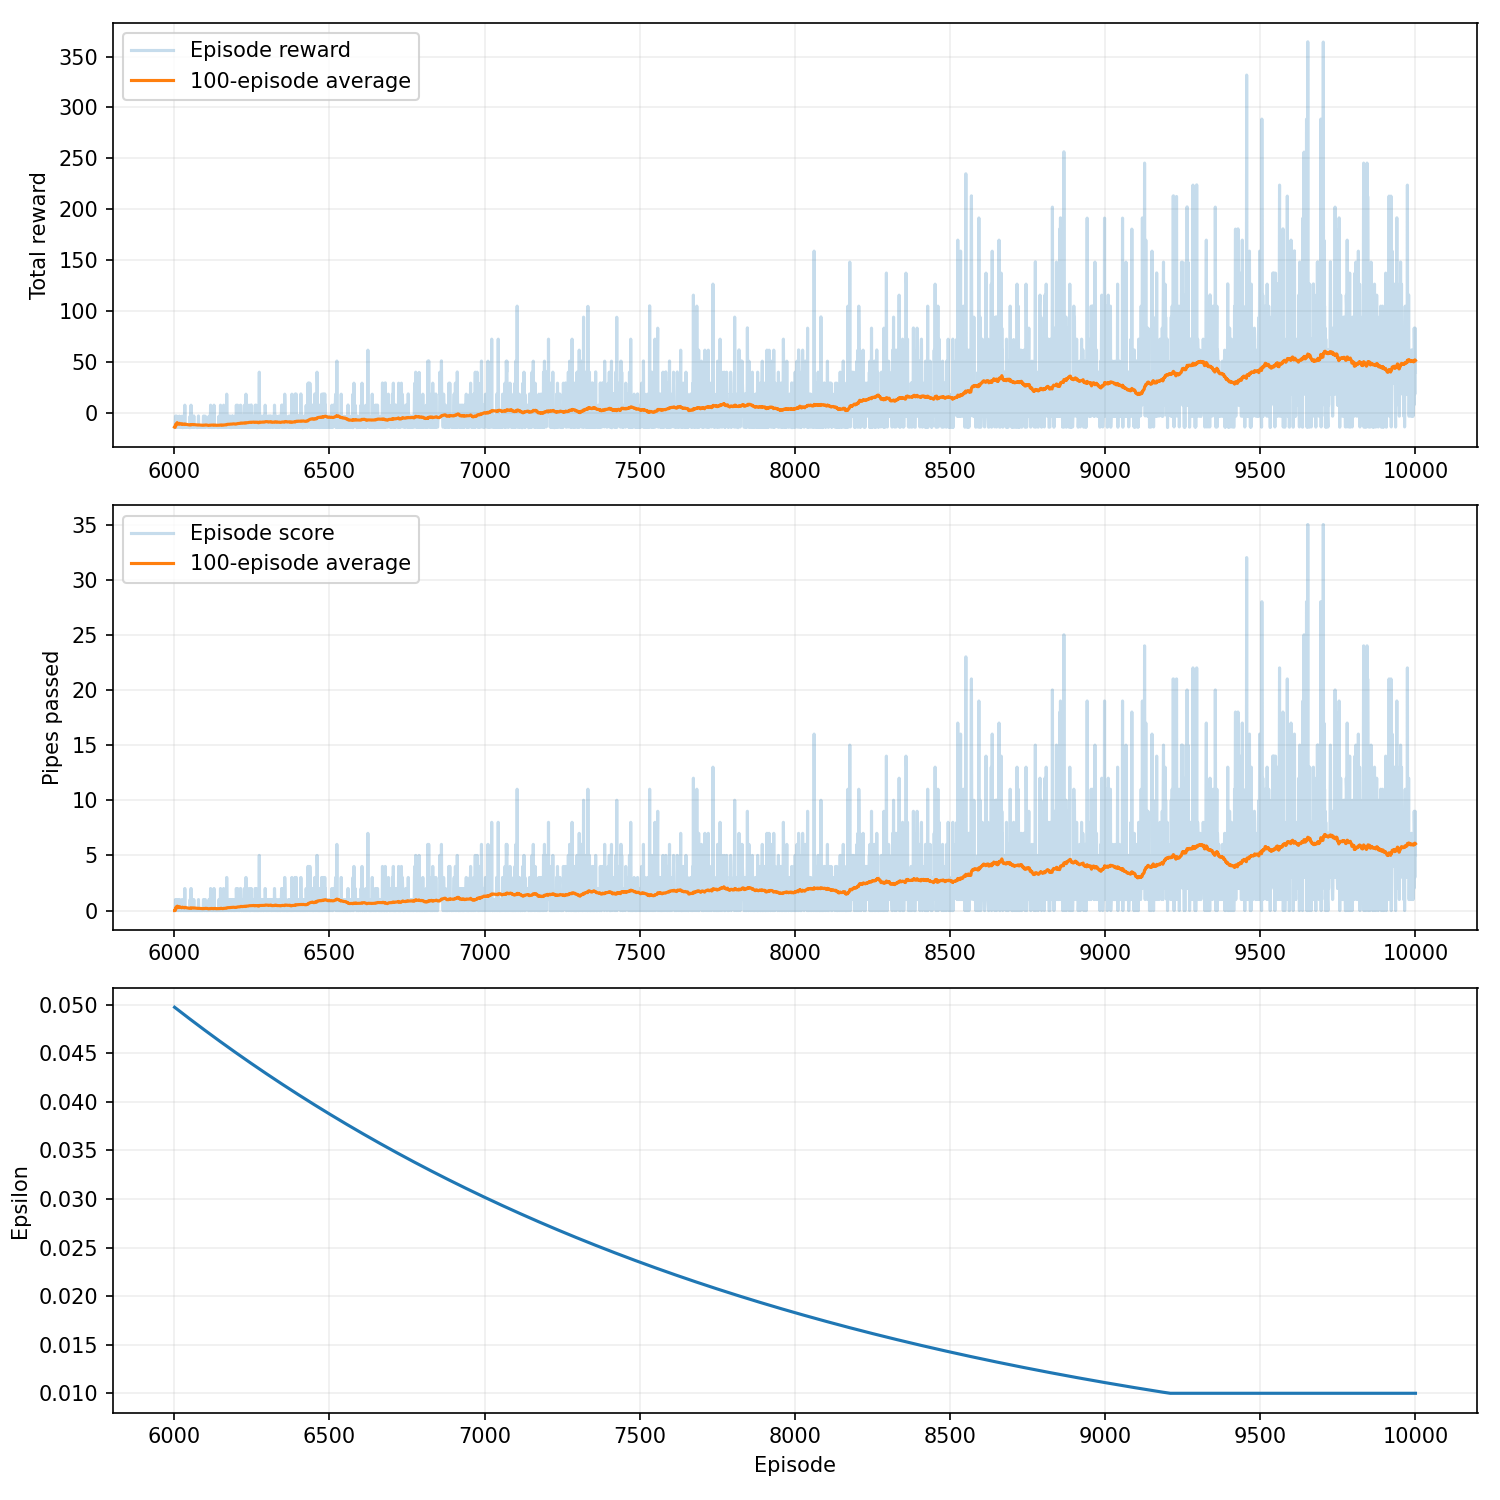 Episode reward
100-episode average
350
300
250
200
150
100
50
0
Total reward
6000 6500 7000 7500 8000 8500 9000 9500 10000
Episode score
100-episode average
35
30
25
20
15
10
5
0
Pipes passed
6000 6500 7000 7500 8000 8500 9000 9500 10000
0.050
0.045
0.040
0.035
0.030
0.025
0.020
0.015
0.010
Epsilon
6000 6500 7000 7500 8000 8500 9000 9500 10000
Episode